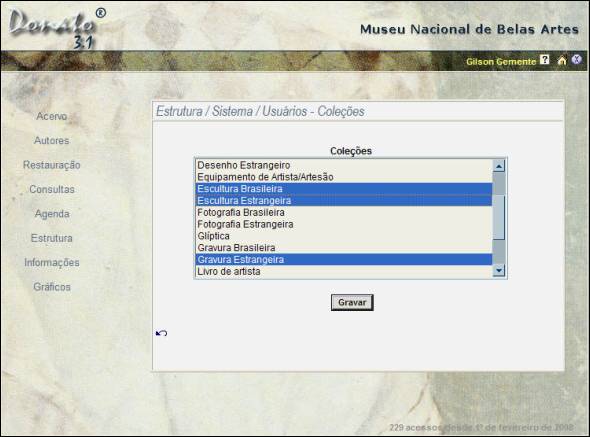 Donato®
3.1
Museu Nacional de Belas Artes
Gilson Gemente ? X
Acervo
Autores
Restauração
Consultas
Agenda
Estrutura
Informações
Gráficos
Estrutura / Sistema / Usuários - Coleções
Coleções
Desenho Estrangeiro
Equipamento de Artista/Artesão
Escultura Brasileira
Escultura Estrangeira
Fotografia Brasileira
Fotografia Estrangeira
Glíptica
Gravura Brasileira
Gravura Estrangeira
Livro de artista
Gravar
229 acessos desde 1º de fevereiro de 2008